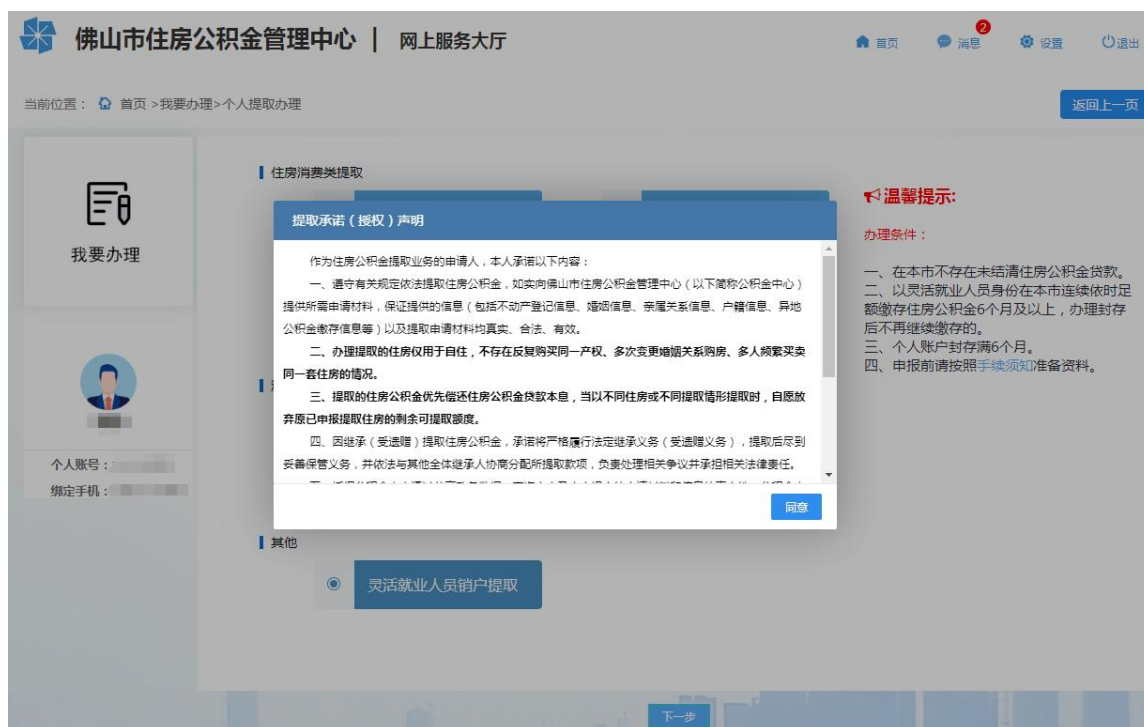 佛山市住房公积金管理中心 | 网上服务大厅
首页
消息
2
设置
退出
当前位置： 首页 >我要办理>个人提取办理
返回上一页
我要办理
个人账号：
绑定手机：
住房消费类提取
提取承诺（授权）声明
作为住房公积金提取业务的申请人，本人承诺以下内容：
一、遵守有关规定依法提取住房公积金，如实向佛山市住房公积金管理中心（以下简称公积金中心）
提供所需申请材料，保证提供的信息（包括不动产登记信息、婚姻信息、亲属关系信息、户籍信息、异地
公积金缴存信息等）以及提取申请材料均真实、合法、有效。
二、办理提取的住房仅用于自住，不存在反复购买同一产权、多次变更婚姻关系购房、多人频繁买卖
同一套住房的情况。
三、提取的住房公积金优先偿还住房公积金贷款本息，当以不同住房或不同提取情形提取时，自愿放
弃原已申报提取住房的剩余可提取额度。
四、因继承（受遗赠）提取住房公积金，承诺将严格履行法定继承义务（受遗赠义务），提取后尽到
妥善保管义务，并依法与其他全体继承人协商分配所提取款项，负责处理相关争议并承担相关法律责任。
同意
其他
灵活就业人员销户提取
下一步
温馨提示:
办理条件：
一、在本市不存在未结清住房公积金贷款。
二、以灵活就业人员身份在本市连续依时足
额缴存住房公积金6个月及以上，办理封存
后不再继续缴存的。
三、个人账户封存满6个月。
四、申报前请按照手续须知准备资料。